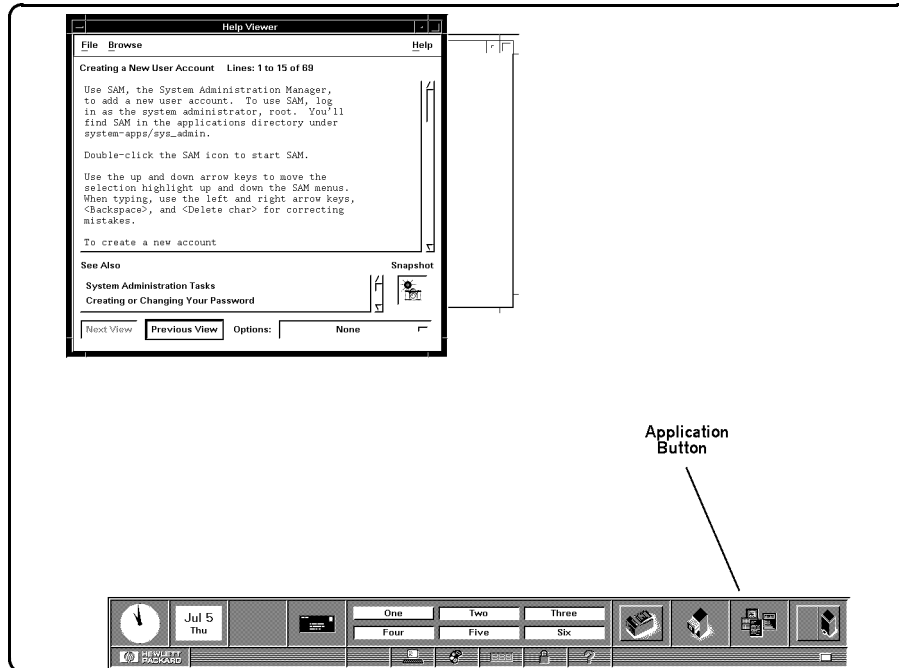 Help Viewer
File Browse Help
Creating a New User Account Lines: 1 to 15 of 69
Use SAM, the System Administration Manager,
to add a new user account. To use SAM, log
in as the system administrator, root. You'll
find SAM in the applications directory under
system-apps/sys_admin.
Double-click the SAM icon to start SAM.
Use the up and down arrow keys to move the
selection highlight up and down the SAM menus.
When typing, use the left and right arrow keys,
<Backspace>, and <Delete char> for correcting
mistakes.
To create a new account
See Also Snapshot
System Administration Tasks
Creating or Changing Your Password
Next View Previous View Options: None
Application
Button
Jul 5
Thu
One Two Three
Four Five Six
hp HEWLETT
PACKARD